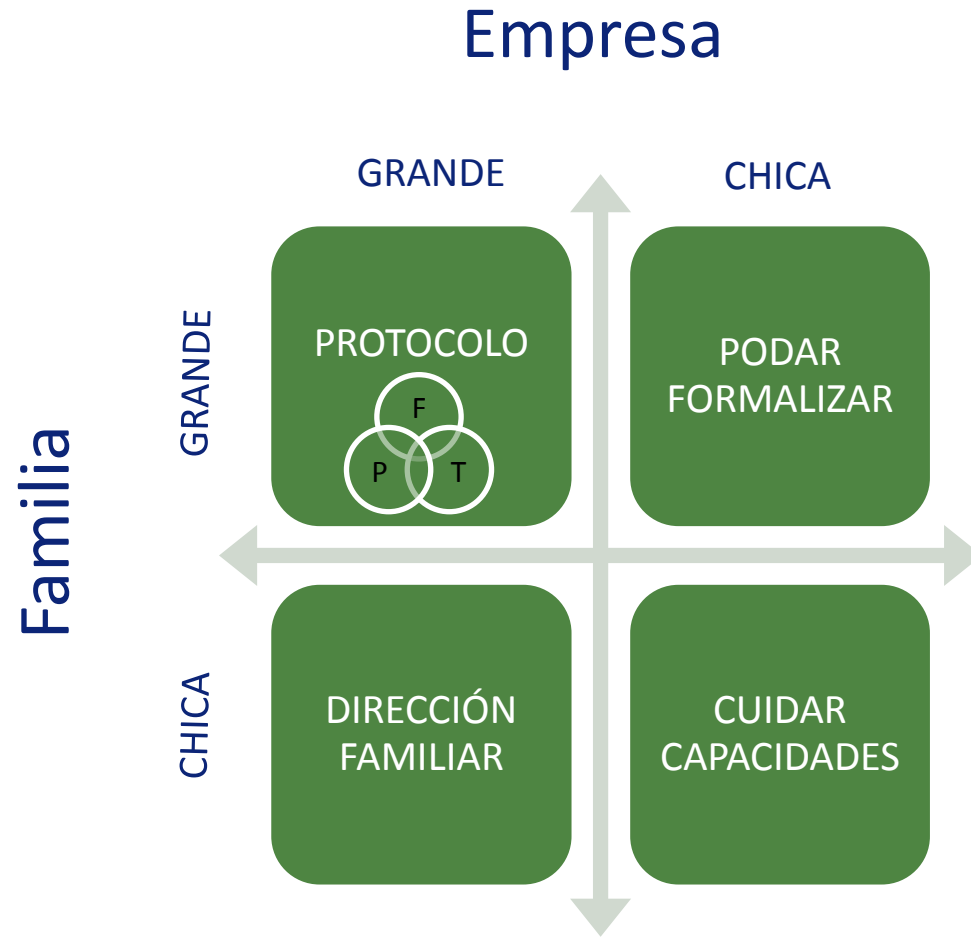 Empresa
GRANDE
CHICA
Familia
GRANDE
PROTOCOLO
F
P
T
PODAR
FORMALIZAR
CHICA
DIRECCIÓN
FAMILIAR
CUIDAR
CAPACIDADES